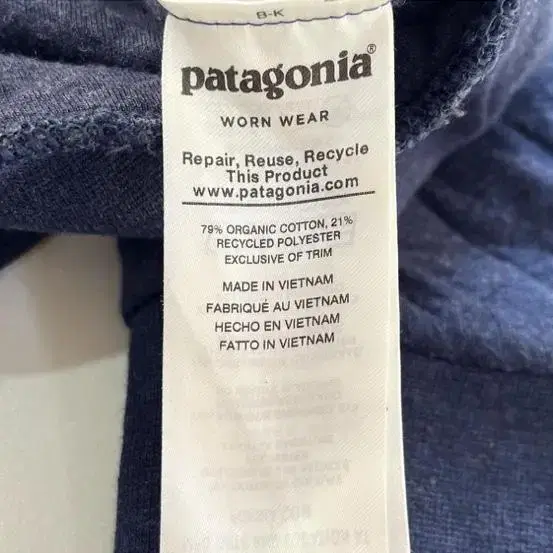 B-K
patagonia®
WORN WEAR
Repair, Reuse, Recycle
This Product
www.patagonia.com
79% ORGANIC COTTON, 21%
RECYCLED POLYESTER
EXCLUSIVE OF TRIM
MADE IN VIETNAM
FABRIQUÉ AU VIETNAM
HECHO EN VIETNAM
FATTO IN VIETNAM